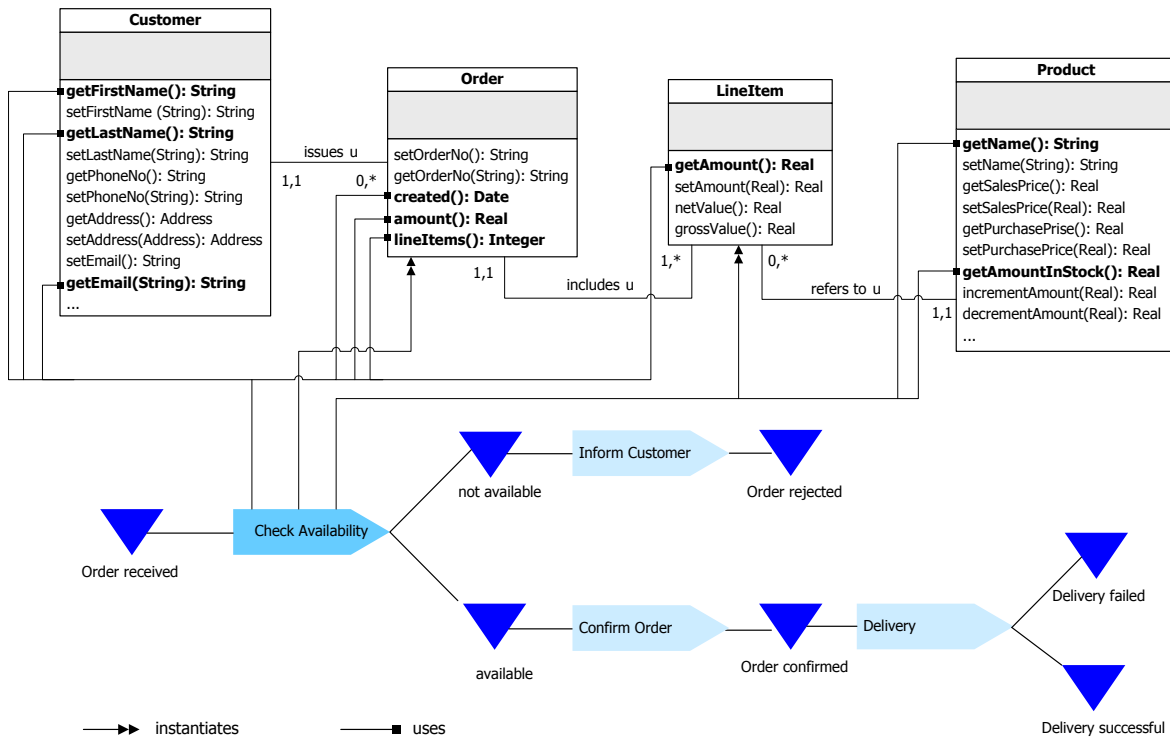 Customer
getFirstName(): String
setFirstName (String): String
getLastName(): String
setLastName(String): String
getPhoneNo(): String
setPhoneNo(String): String
getAddress(): Address
setAddress(Address): Address
setEmail(): String
getEmail(String): String
...
issues u
1,1
0,*
Order
setOrderNo(): String
getOrderNo(String): String
created(): Date
amount(): Real
lineItems(): Integer
1,1
includes u
1,*
LineItem
getAmount(): Real
setAmount(Real): Real
netValue(): Real
grossValue(): Real
0,*
refers to u
1,1
Product
getName(): String
setName(String): String
getSalesPrice(): Real
setSalesPrice(Real): Real
getPurchasePrise(): Real
setPurchasePrice(Real): Real
getAmountInStock(): Real
incrementAmount(Real): Real
decrementAmount(Real): Real
...
Order received
Check Availability
not available
Inform Customer
Order rejected
available
Confirm Order
Order confirmed
Delivery
Delivery failed
Delivery successful
instantiates
uses